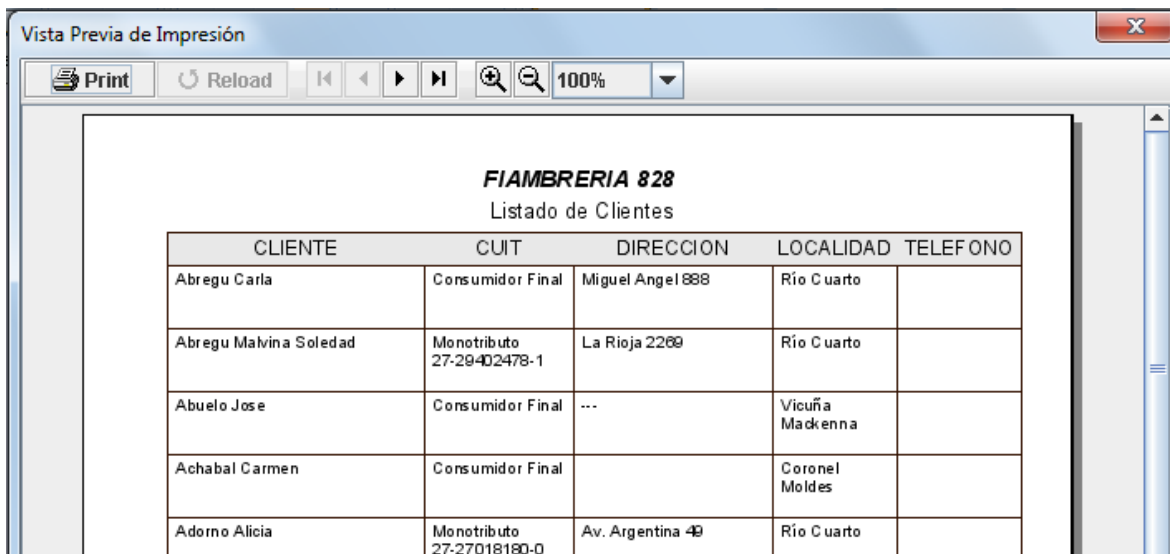 Vista Previa de Impresión
Print Reload 100%
FIAMBRERIA 828
Listado de Clientes
CLIENTE CUIT DIRECCION LOCALIDAD TELEFONO
Abregu Carla Consumidor Final Miguel Angel 888 Río Cuarto
Abregu Malvina Soledad Monotributo La Rioja 2269 Río Cuarto
27-29402478-1
Abuelo Jose Consumidor Final --- Vicuña
Mackenna
Achabal Carmen Consumidor Final Coronel
Moldes
Adorno Alicia Monotributo Av. Argentina 49 Río Cuarto
27-27018180-0